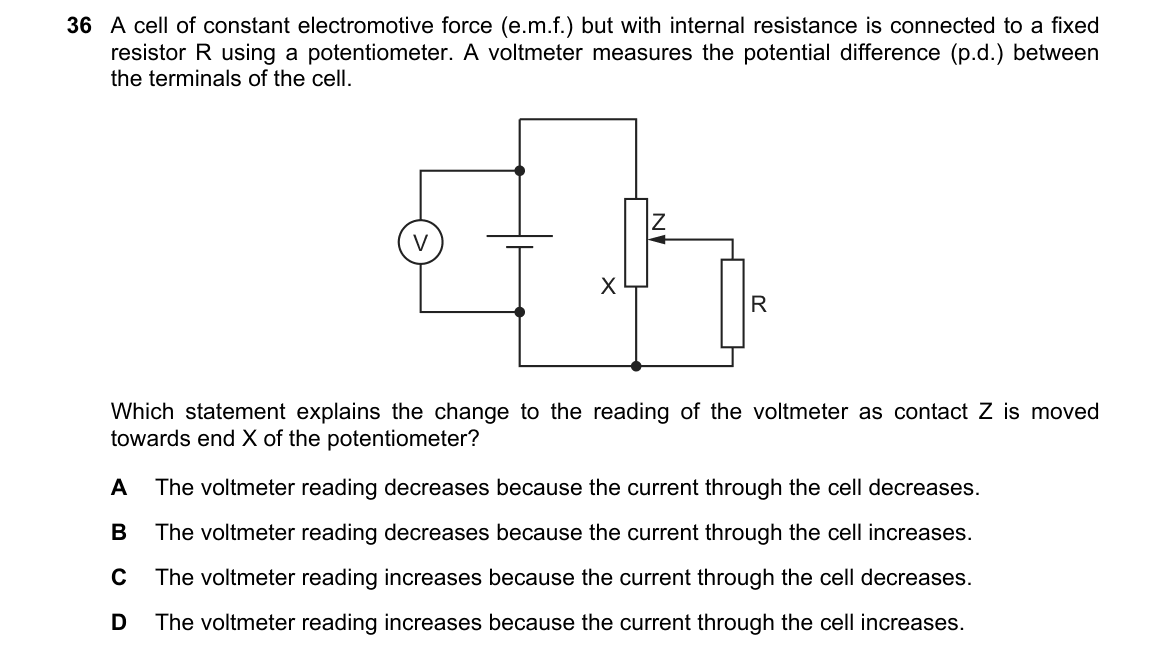 36 A cell of constant electromotive force (e.m.f.) but with internal resistance is connected to a fixed
resistor R using a potentiometer. A voltmeter measures the potential difference (p.d.) between
the terminals of the cell.
Z
V
X
R
Which statement explains the change to the reading of the voltmeter as contact Z is moved
towards end X of the potentiometer?
A The voltmeter reading decreases because the current through the cell decreases.
B The voltmeter reading decreases because the current through the cell increases.
C The voltmeter reading increases because the current through the cell decreases.
D The voltmeter reading increases because the current through the cell increases.